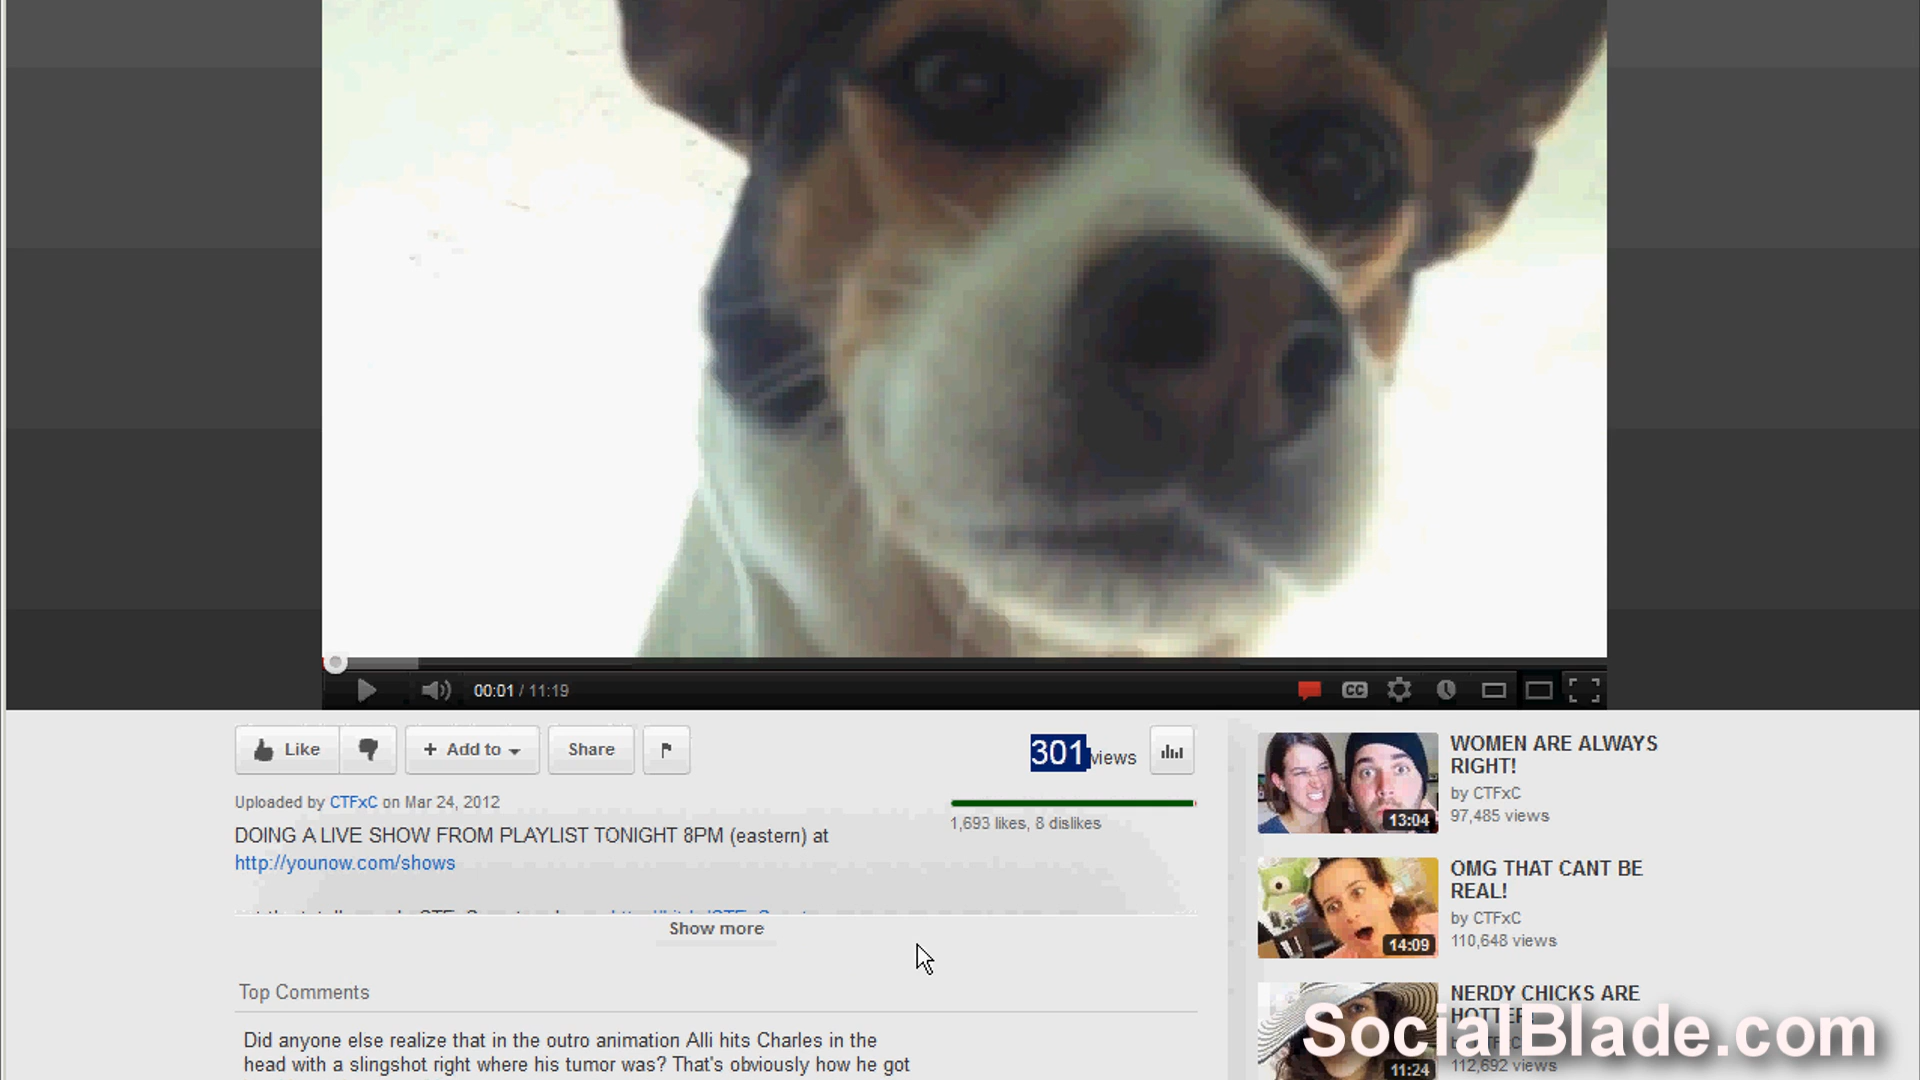 00:01 / 11:19
CC
Like
+ Add to
Share
301 views
Uploaded by CTFxC on Mar 24, 2012
1,693 likes, 8 dislikes
DOING A LIVE SHOW FROM PLAYLIST TONIGHT 8PM (eastern) at
http://younow.com/shows
Show more
Top Comments
Did anyone else realize that in the outro animation Alli hits Charles in the
head with a slingshot right where his tumor was? That's obviously how he got
13:04
WOMEN ARE ALWAYS
RIGHT!
by CTFxC
97,485 views
14:09
OMG THAT CANT BE
REAL!
by CTFxC
110,648 views
11:24
NERDY CHICKS ARE
112,692 views
SocialBlade.com